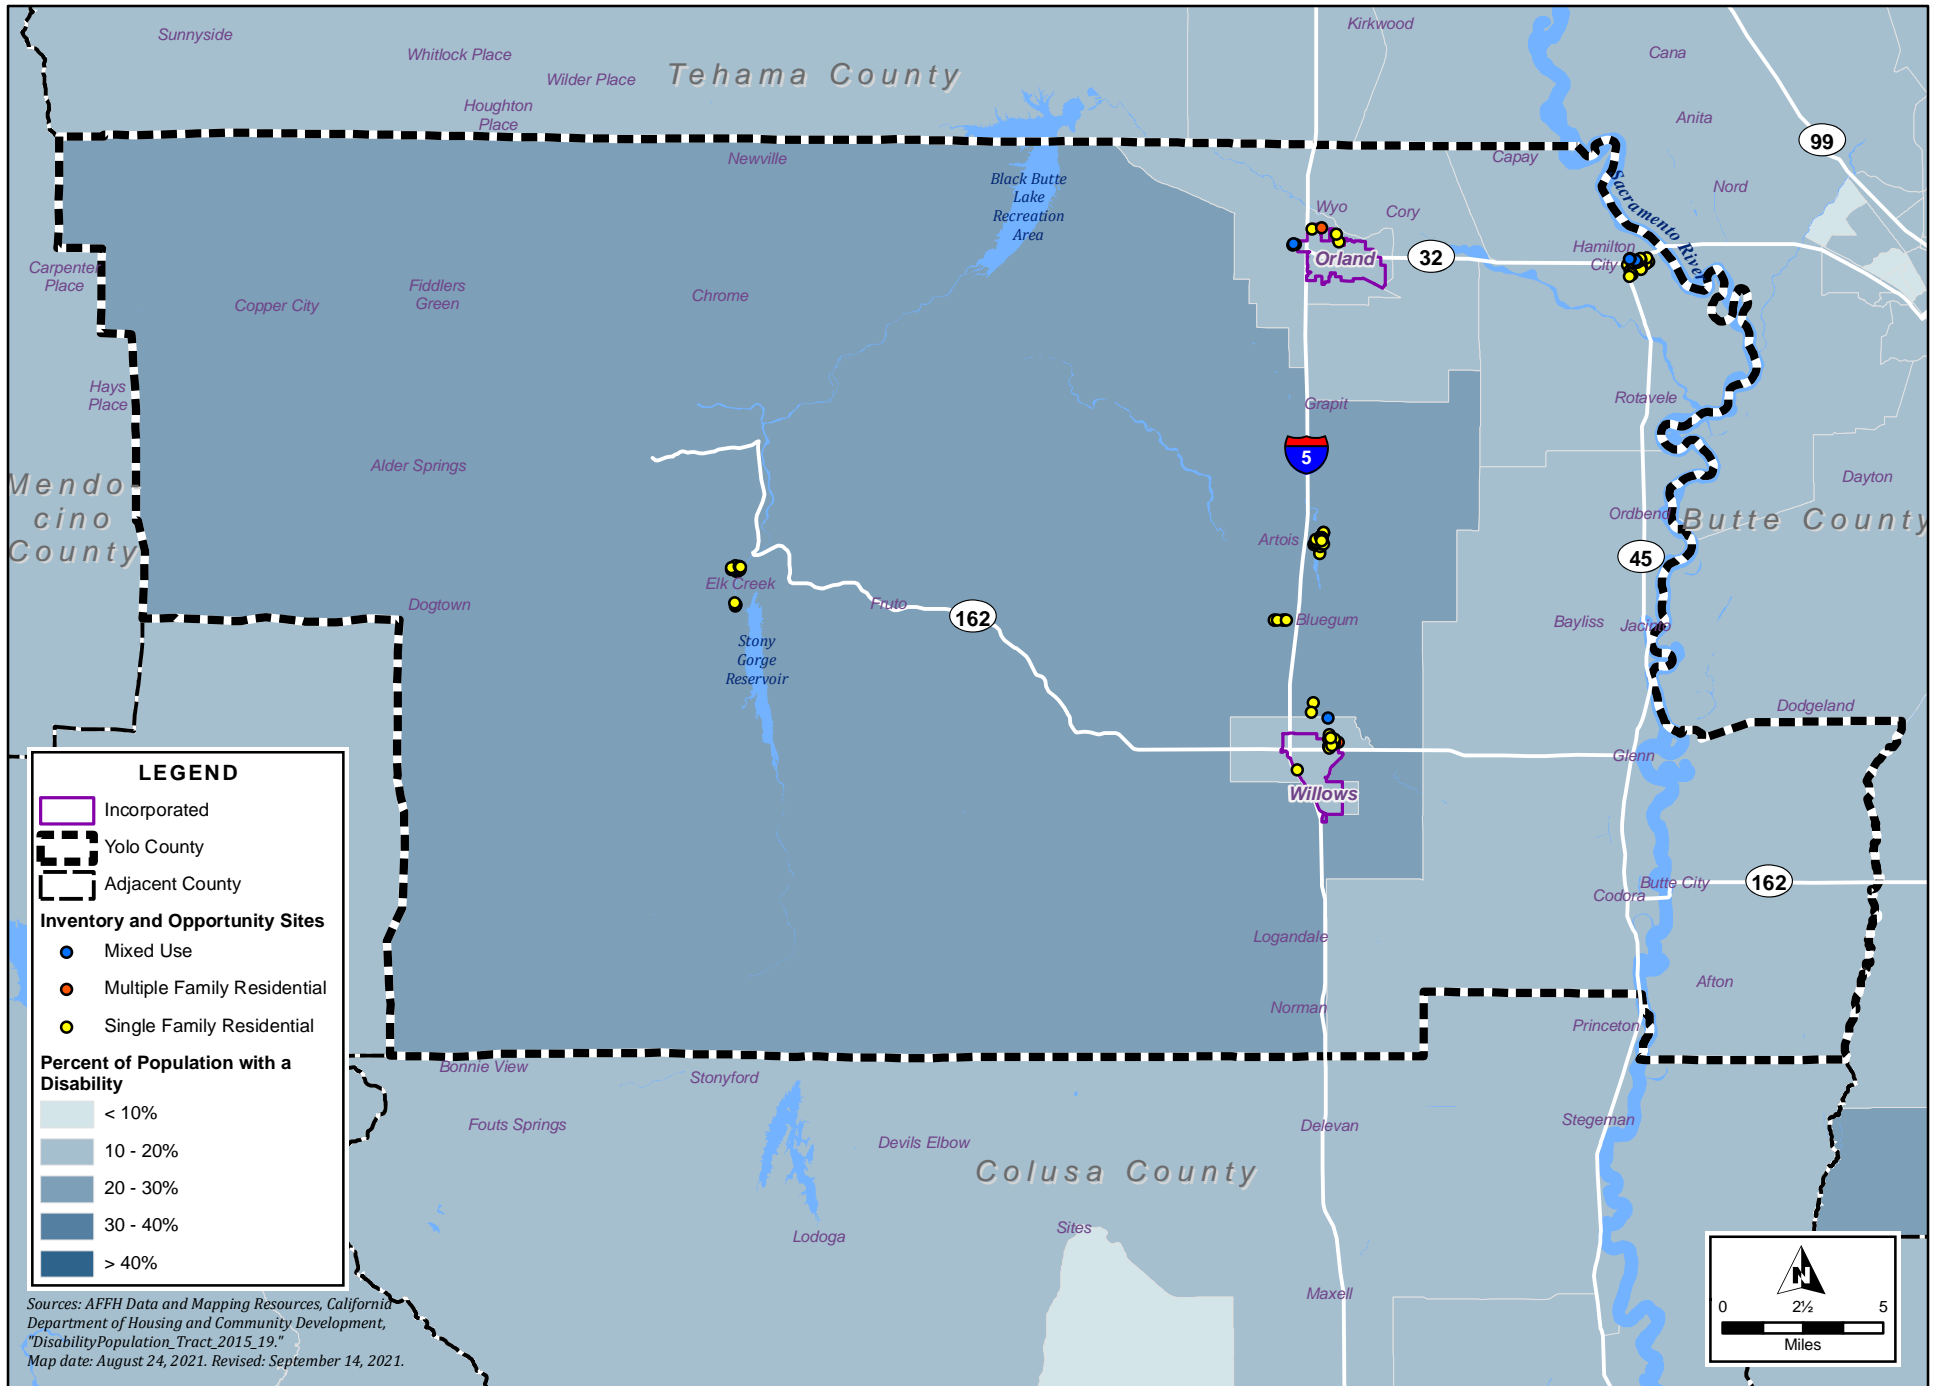 Sunnyside
Whitlock Place
Wilder Place
Houghton
Place
Tehama County
Kirkwood
Cana
Anita
99
Nord
Capay
Newville
Black Butte
Lake
Recreation
Area
Wyo
Cory
Orland
32
Hamilton
City
Sacramento River
Carpenter
Place
Copper City
Fiddlers
Green
Chrome
Hays
Place
Grapit
Rotavele
5
Alder Springs
Mendo
cino
County
Dayton
Ordbend
Butte County
Artois
45
Elk Creek
Dogtown
Fruto
162
Bluegum
Bayliss
Jacinto
Stony
Gorge
Reservoir
Dodgeland
Glenn
Willows
Butte City
162
Codora
Logandale
Afton
Norman
Princeton
Bonnie View
Stonyford
Fouts Springs
Devils Elbow
Delevan
Stegeman
Colusa County
Sites
Lodoga
Maxell
LEGEND
Incorporated
Yolo County
Adjacent County
Inventory and Opportunity Sites
Mixed Use
Multiple Family Residential
Single Family Residential
Percent of Population with a
Disability
< 10%
10 - 20%
20 - 30%
30 - 40%
> 40%
Sources: AFFH Data and Mapping Resources, California
Department of Housing and Community Development,
"DisabilityPopulation_Tract_2015_19."
Map date: August 24, 2021. Revised: September 14, 2021.
N
0 2½ 5
Miles